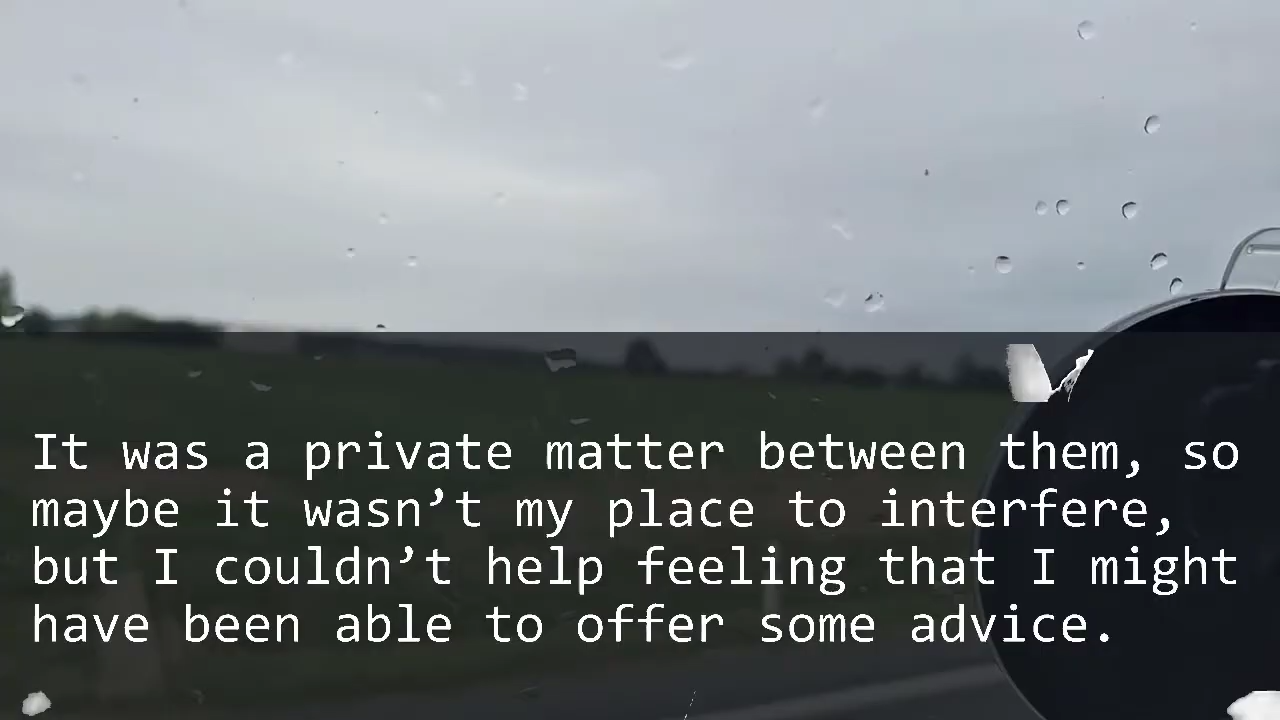 It was a private matter between them, so
maybe it wasn’t my place to interfere,
but I couldn’t help feeling that I might
have been able to offer some advice.